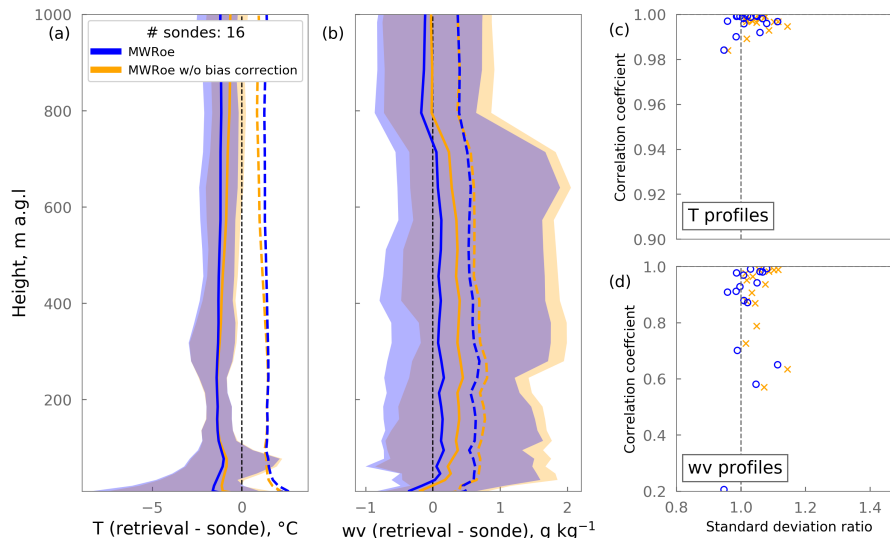 (a)
# sondes: 16
MWRoe
MWRoe w/o bias correction
1000
800
600
400
200
Height, m a.g.l
−5
0
T (retrieval - sonde), °C
(b)
−1
0
1
2
wv (retrieval - sonde), g kg−1
(c)
1.00
0.98
0.96
0.94
0.92
0.90
Correlation coeffcient
T profiles
(d)
1.0
0.8
0.6
0.4
0.2
Correlation coeffcient
wv profiles
0.8
1.0
1.2
1.4
Standard deviation ratio